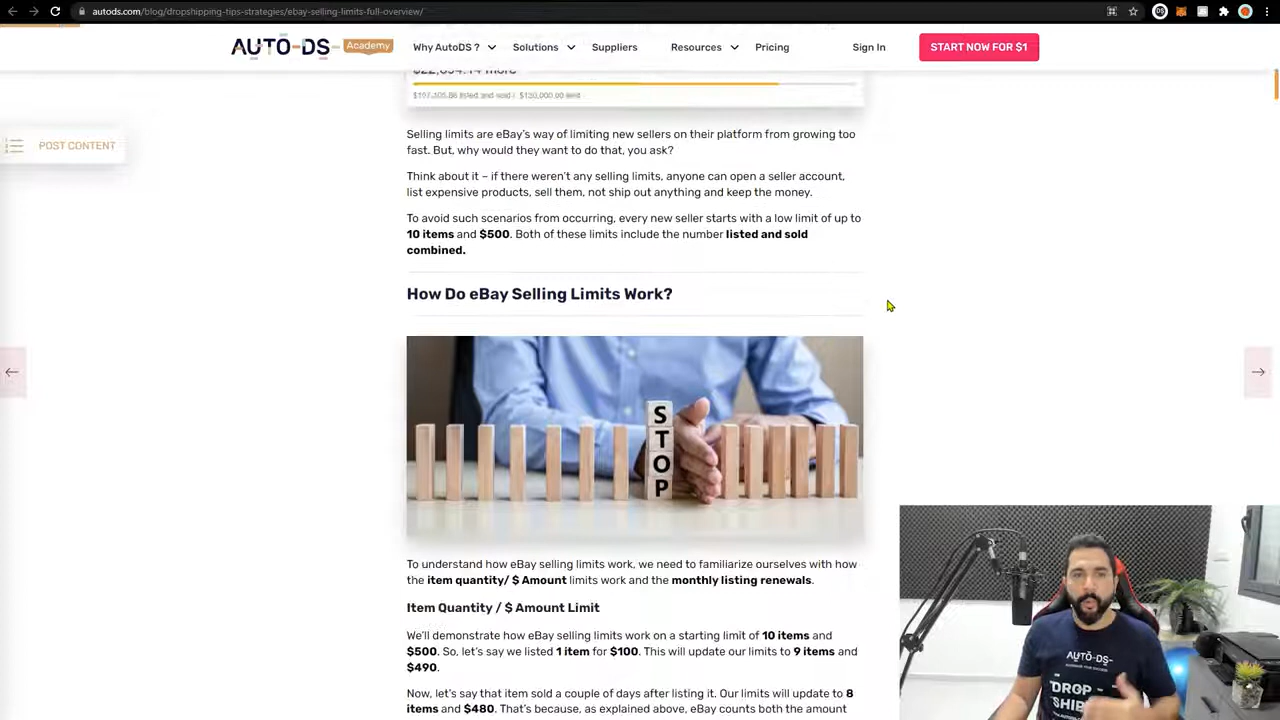 autods.com/blog/dropshipping-tips-strategies/ebay-selling-limits-full-overview/
AUTO-DS- Academy
Why AutoDS ? Solutions Suppliers Resources Pricing Sign In START NOW FOR $1
POST CONTENT
Selling limits are eBay's way of limiting new sellers on their platform from growing too
fast. But, why would they want to do that, you ask?
Think about it – if there weren't any selling limits, anyone can open a seller account,
list expensive products, sell them, not ship out anything and keep the money.
To avoid such scenarios from occurring, every new seller starts with a low limit of up to
10 items and $500. Both of these limits include the number listed and sold
combined.
How Do eBay Selling Limits Work?
S
T
O
P
To understand how eBay selling limits work, we need to familiarize ourselves with how
the item quantity/ $ Amount limits work and the monthly listing renewals.
Item Quantity / $ Amount Limit
We'll demonstrate how eBay selling limits work on a starting limit of 10 items and
$500. So, let's say we listed 1 item for $100. This will update our limits to 9 items and
$490.
Now, let's say that item sold a couple of days after listing it. Our limits will update to 8
items and $480. That's because, as explained above, eBay counts both the amount
AUTO-DS-
DROP
SHIP